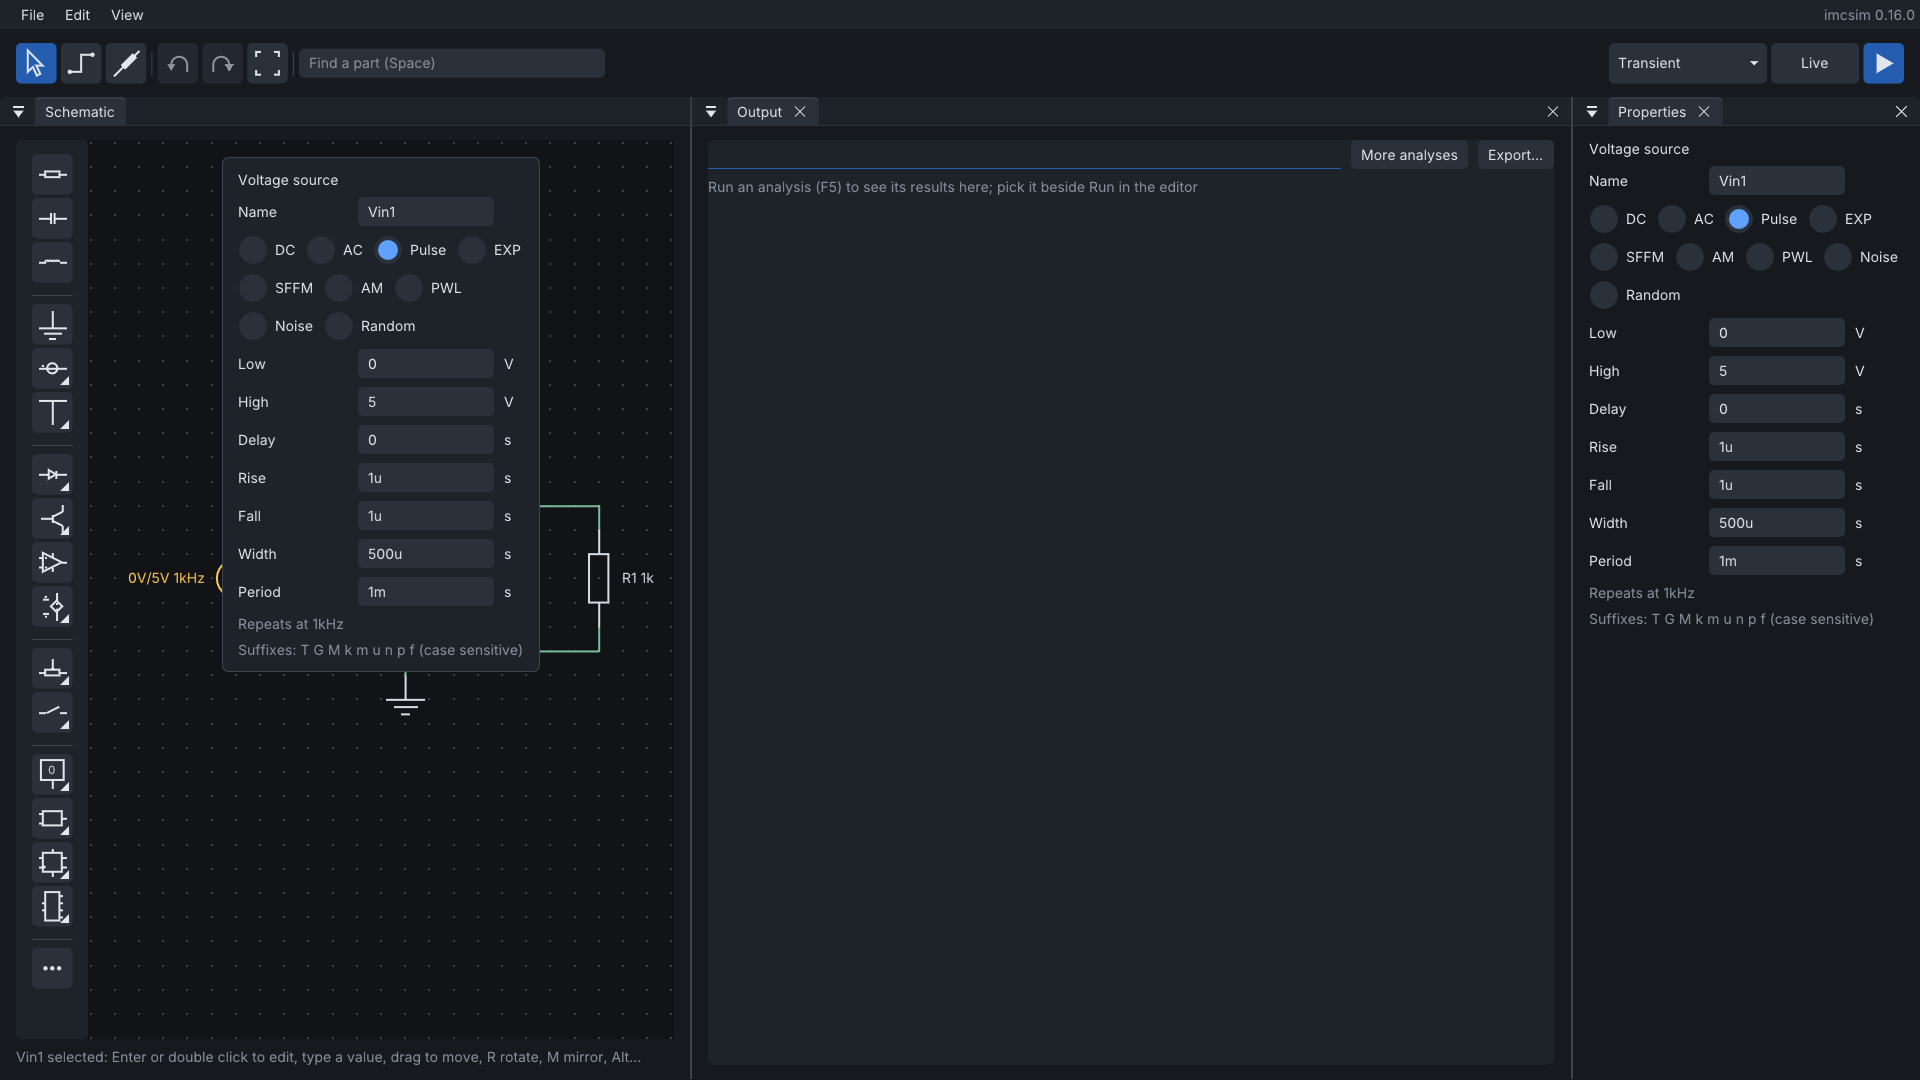 File Edit View
imcsim 0.16.0
Find a part (Space)
Transient
Live
Schematic
Output
Properties
Voltage source
Name Vin1
DC AC Pulse EXP
SFFM AM PWL
Noise Random
Low 0 V
High 5 V
Delay 0 s
Rise 1u s
Fall 1u s
Width 500u s
Period 1m s
Repeats at 1kHz
Suffixes: T G M k m u n p f (case sensitive)
0V/5V 1kHz
R1 1k
0
Vin1 selected: Enter or double click to edit, type a value, drag to move, R rotate, M mirror, Alt...
More analyses
Export...
Run an analysis (F5) to see its results here; pick it beside Run in the editor
Voltage source
Name Vin1
DC AC Pulse EXP
SFFM AM PWL Noise
Random
Low 0 V
High 5 V
Delay 0 s
Rise 1u s
Fall 1u s
Width 500u s
Period 1m s
Repeats at 1kHz
Suffixes: T G M k m u n p f (case sensitive)